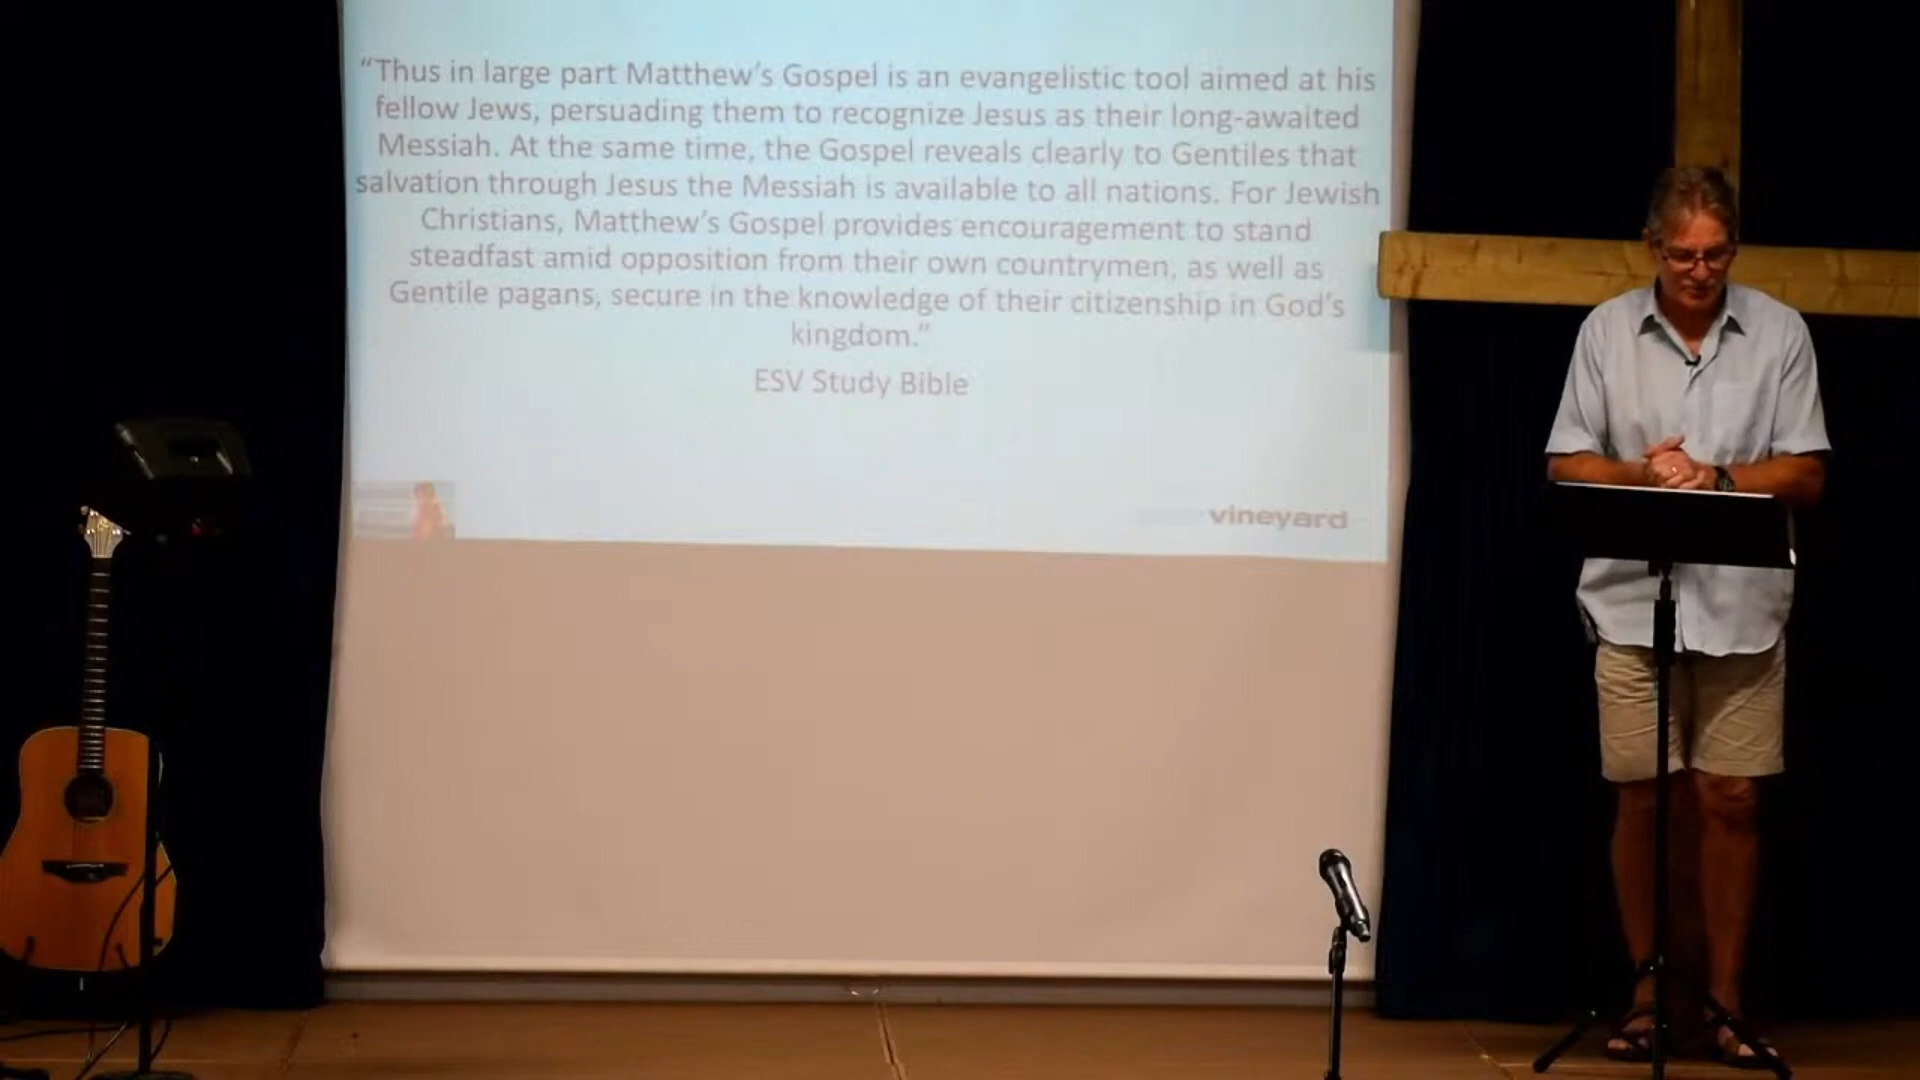 “Thus in large part Matthew’s Gospel is an evangelistic tool aimed at his
fellow Jews, persuading them to recognize Jesus as their long-awaited
Messiah. At the same time, the Gospel reveals clearly to Gentiles that
salvation through Jesus the Messiah is available to all nations. For Jewish
Christians, Matthew’s Gospel provides encouragement to stand
steadfast amid opposition from their own countrymen, as well as
Gentile pagans, secure in the knowledge of their citizenship in God’s
kingdom.”
ESV Study Bible
vineyard